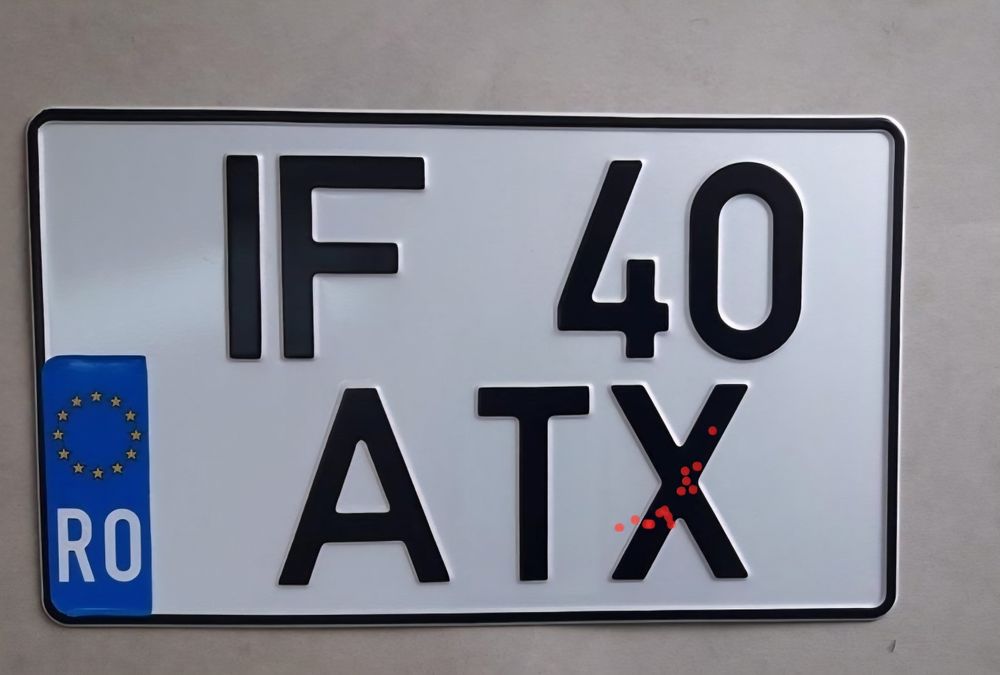 IF 40
RO ATX